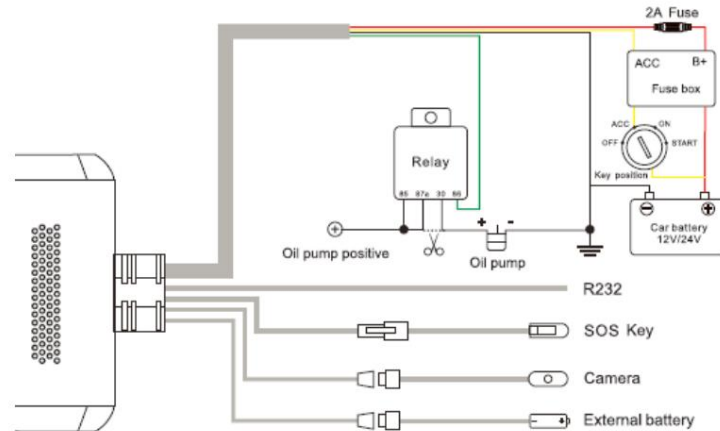 2A Fuse
ACC B+
Fuse box
ACC ON
OFF START
Key position
Relay
85 87a 30 86
Car battery
12V/24V
Oil pump positive
+ -
Oil pump
R232
SOS Key
Camera
External battery